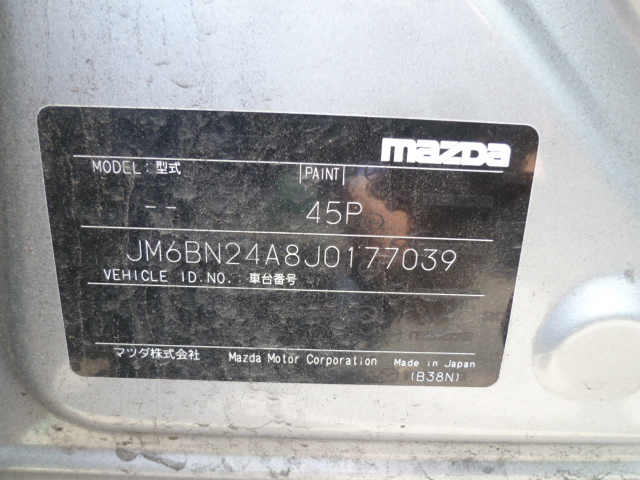 mazda
MODEL:型式 PAINT
-- 45P
JM6BN24A8J0177039
VEHICLE ID.NO. 車台番号
マツダ株式会社 Mazda Motor Corporation Made in Japan
(B38N)